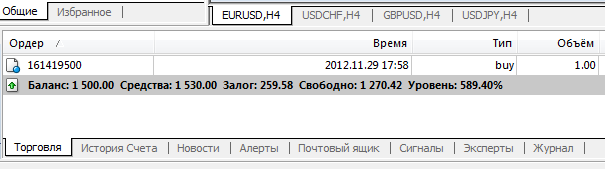 Общие Избранное
EURUSD,H4 USDCHF,H4 GBPUSD,H4 USDJPY,H4
Ордер / Время Тип Объём
161419500 2012.11.29 17:58 buy 1.00
Баланс: 1 500.00 Средства: 1 530.00 Залог: 259.58 Свободно: 1 270.42 Уровень: 589.40%
Торговля История Счета Новости Алерты Почтовый ящик Сигналы Эксперты Журнал